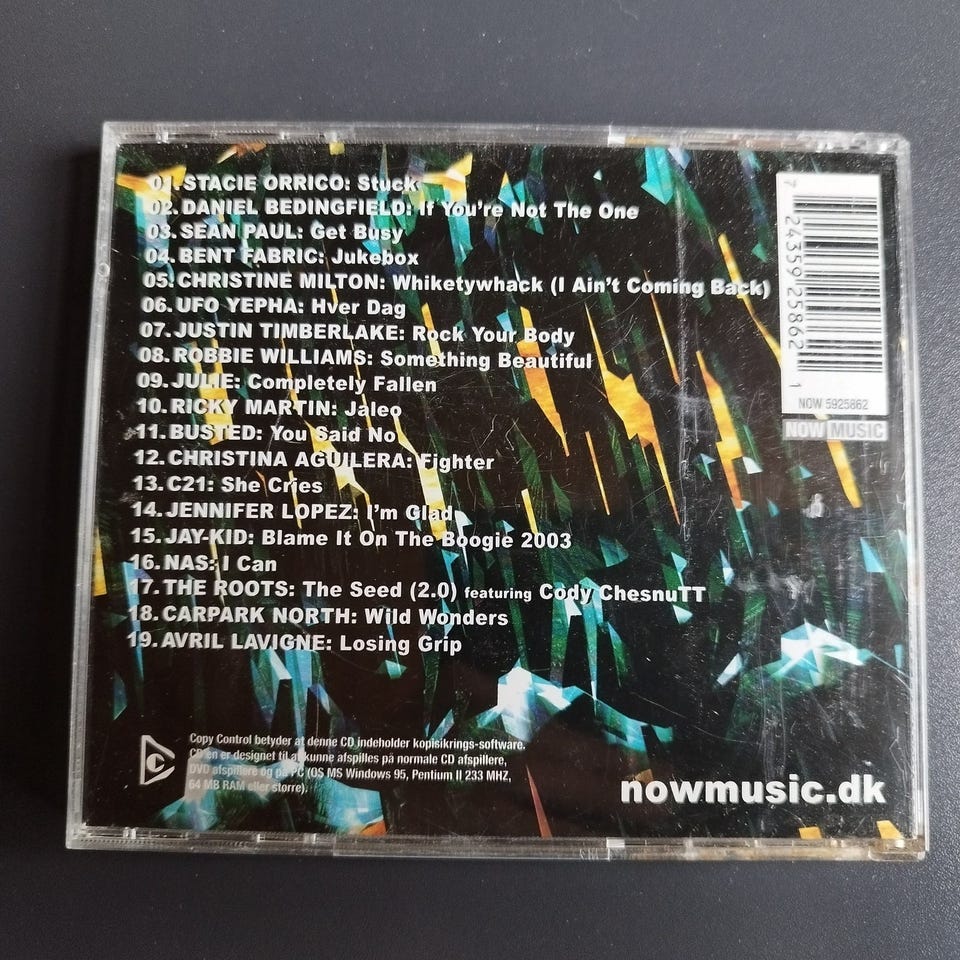 01. STACIE ORRICO: Stuck
02. DANIEL BEDINGFIELD: If You're Not The One
03. SEAN PAUL: Get Busy
04. BENT FABRIC: Jukebox
05. CHRISTINE MILTON: Whiketywhack (I Ain't Coming Back)
06. UFO YEPHA: Hver Dag
07. JUSTIN TIMBERLAKE: Rock Your Body
08. ROBBIE WILLIAMS: Something Beautiful
09. JULIE: Completely Fallen
10. RICKY MARTIN: Jaleo
11. BUSTED: You Said No
12. CHRISTINA AGUILERA: Fighter
13. C21: She Cries
14. JENNIFER LOPEZ: I'm Glad
15. JAY-KID: Blame It On The Boogie 2003
16. NAS: I Can
17. THE ROOTS: The Seed (2.0) featuring Cody ChesnuTT
18. CARPARK NORTH: Wild Wonders
19. AVRIL LAVIGNE: Losing Grip
7 24359 25862 1
NOW 5925862
NOW MUSIC
Copy Control betyder at denne CD indeholder kopisikrings-software.
CD'en er designet til at kunne afspilles på normale CD afspillere,
DVD afspillere og på PC (OS MS Windows 95, Pentium II 233 MHZ,
64 MB RAM eller større).
nowmusic.dk